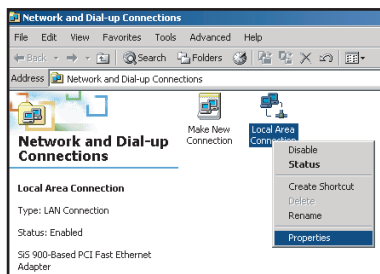 Network and Dial-up Connections
File Edit View Favorites Tools Advanced Help
Back Search Folders
Address Network and Dial-up Connections
Network and Dial-up
Connections
Make New
Connection
Local Area
Connection
Local Area Connection
Type: LAN Connection
Status: Enabled
SiS 900-Based PCI Fast Ethernet
Adapter
Disable
Status
Create Shortcut
Delete
Rename
Properties